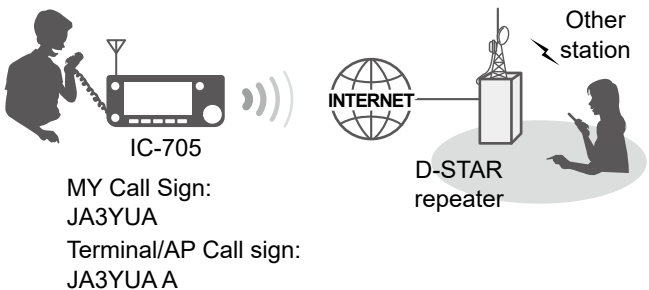 Other
station
INTERNET
IC-705
D-STAR
repeater
MY Call Sign:
JA3YUA
Terminal/AP Call sign:
JA3YUA A